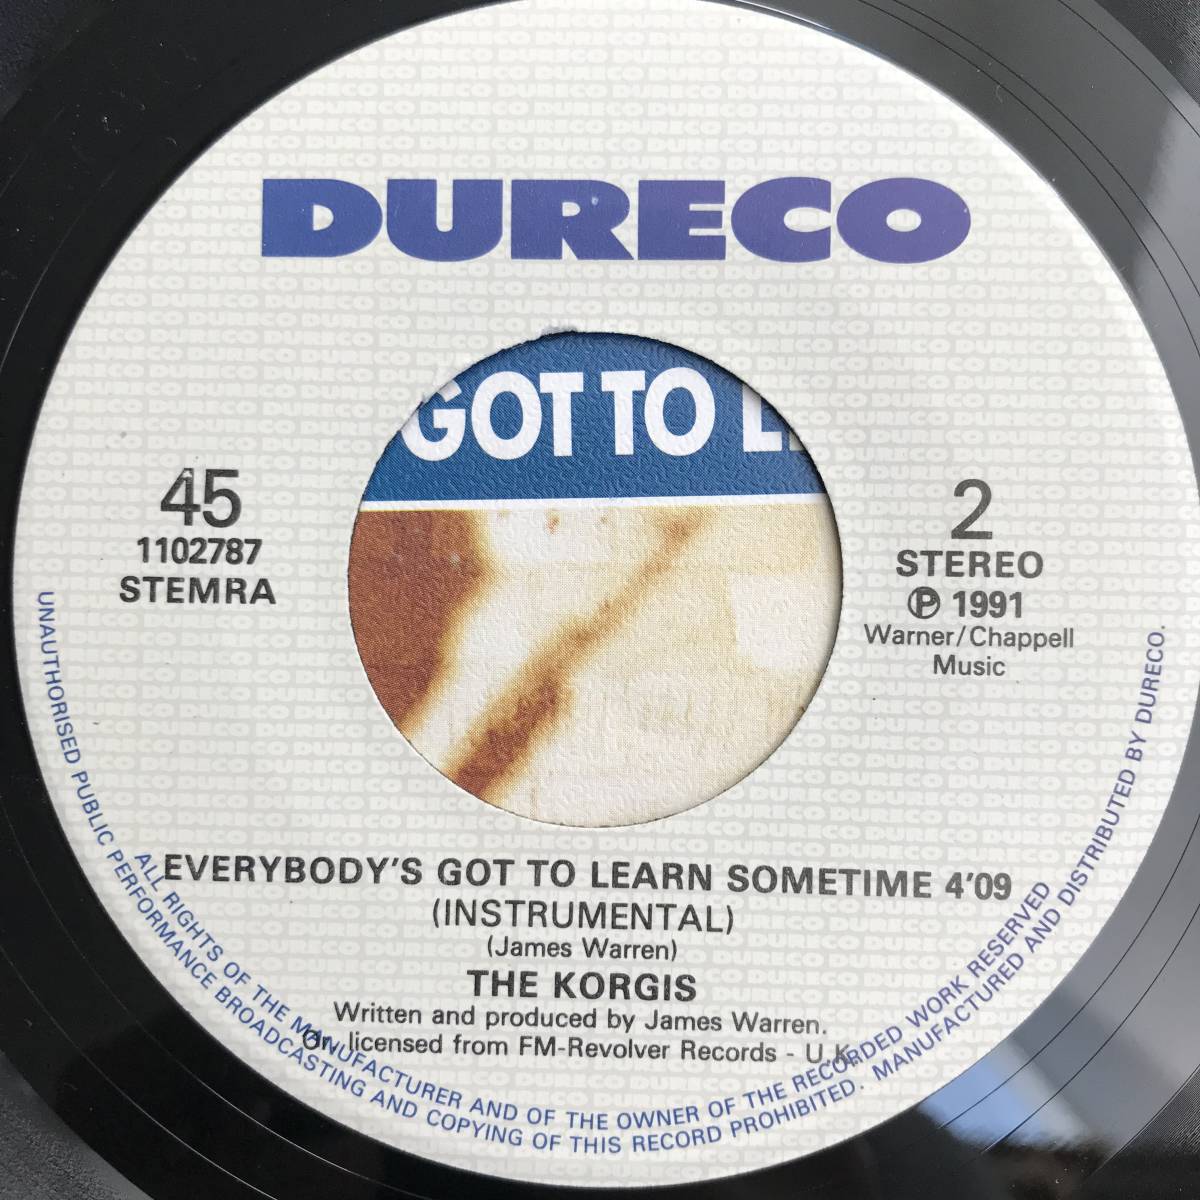 DURECO
GOT TO
45
1102787
STEMRA
2
STEREO
Ⓟ 1991
Warner/Chappell
Music
EVERYBODY'S GOT TO LEARN SOMETIME 4'09
(INSTRUMENTAL)
(James Warren)
THE KORGIS
Written and produced by James Warren.
licensed from FM-Revolver Records - U.K.
ALL RIGHTS OF THE MANUFACTURER AND OF THE OWNER OF THE RECORDED WORK RESERVED
UNAUTHORISED PUBLIC PERFORMANCE BROADCASTING AND COPYING OF THIS RECORD PROHIBITED. MANUFACTURED AND DISTRIBUTED BY DURECO.